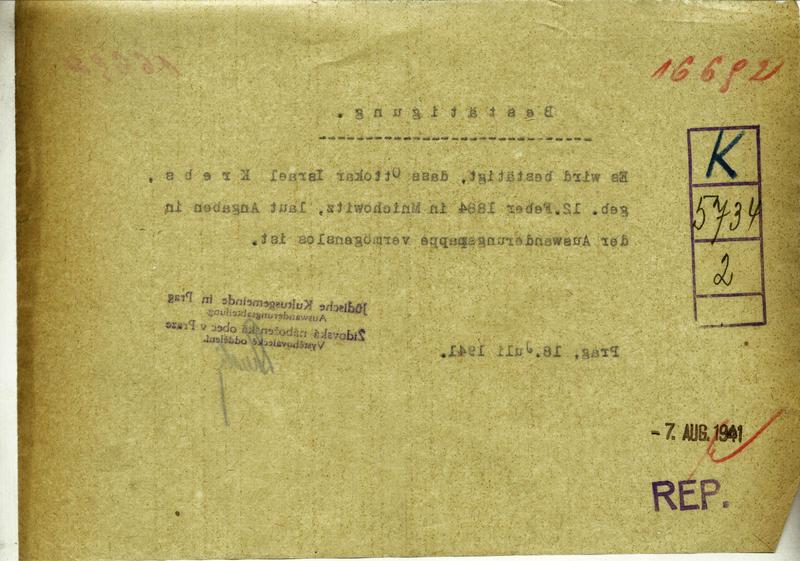 16692
Bestätigung.
Es wird bestätigt, dass Ottokar Israel Krebs,
geb. 12.Feber 1884 in Mnichowitz, laut Angaben in
der Auswanderungsmappe vermögenslos ist.
Jüdische Kultusgemeinde in Prag
Auswanderungsabteilung
Židovská náboženská obec v Praze
Vystěhovalecké oddělení.
Prag, 18.Juli 1941.
K
5734
2
- 7. AUG. 1941
REP.